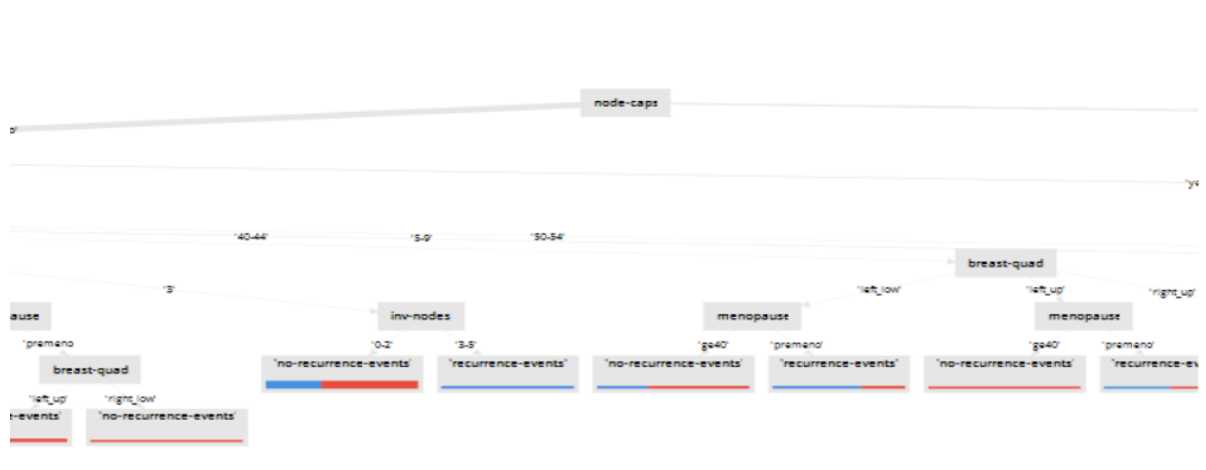 node-caps
'40-44'
'5-9'
'50-54'
breast-quad
'3'
'left_low'
'left_up'
'right_up'
inv-nodes
menopause
menopause
'premeno
'0-2'
'3-5'
'ge40'
'premeno'
'ge40'
'premeno'
breast-quad
'no-recurrence-events'
'recurrence-events'
'no-recurrence-events'
'recurrence-events'
'no-recurrence-events'
'left_up'
'right_low'
'no-recurrence-events'